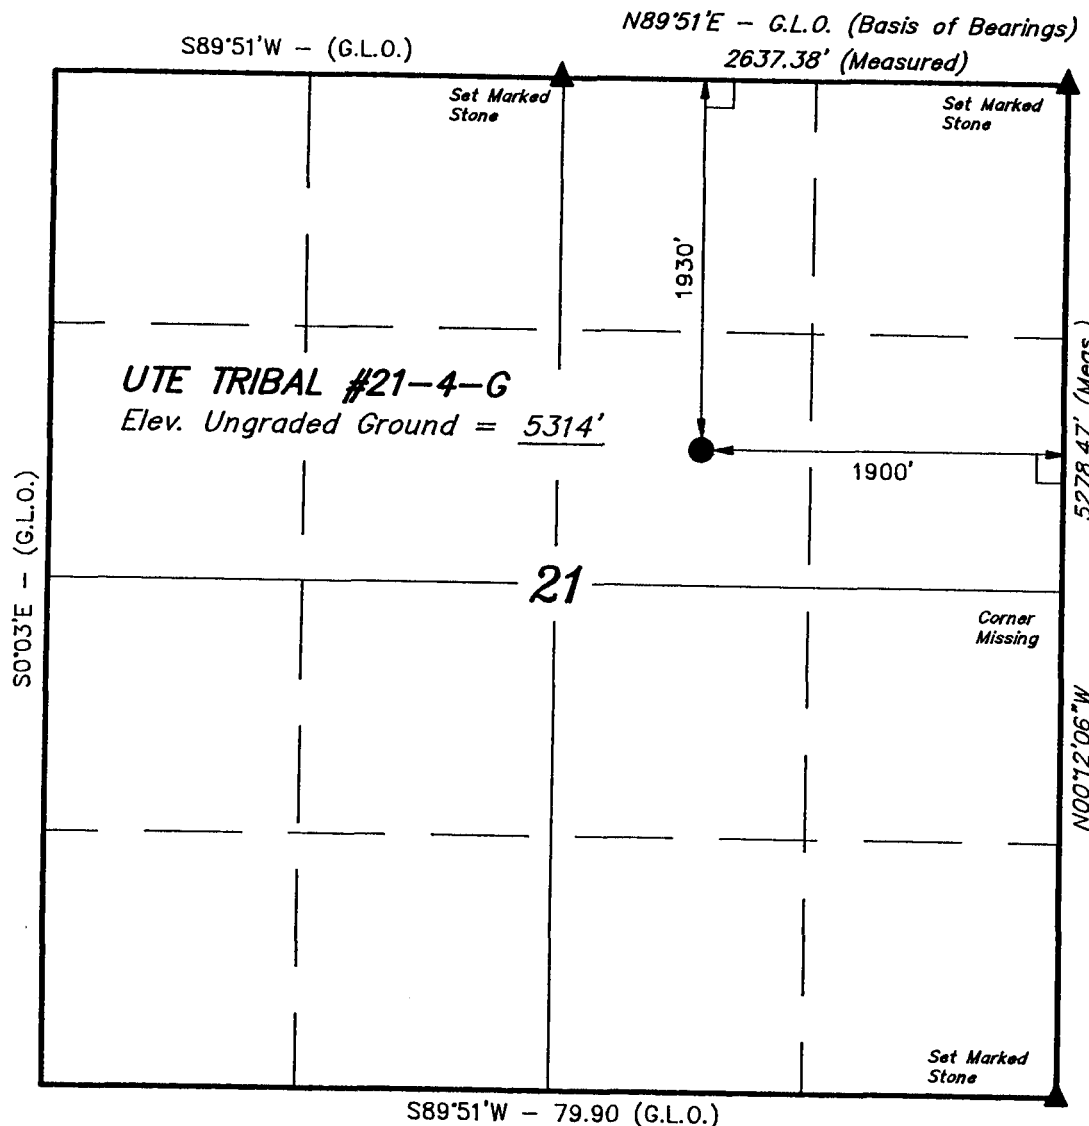 N89°51'E – G.L.O. (Basis of Bearings)
S89°51'W – (G.L.O.)
2637.38' (Measured)
Set Marked
Stone
Set Marked
Stone
1930'
5278.47' (Meas.)
UTE TRIBAL #21-4-G
Elev. Ungraded Ground = 5314'
1900'
S0°03'E – (G.L.O.)
21
Corner
Missing
N00°12'06"W
Set Marked
Stone
S89°51'W – 79.90 (G.L.O.)